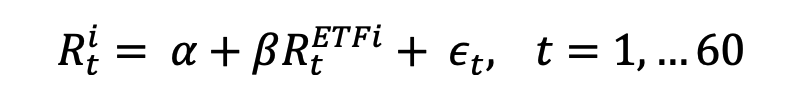 R_t^i = α + βR_t^{ETFi} + ϵ_t, t = 1, … 60